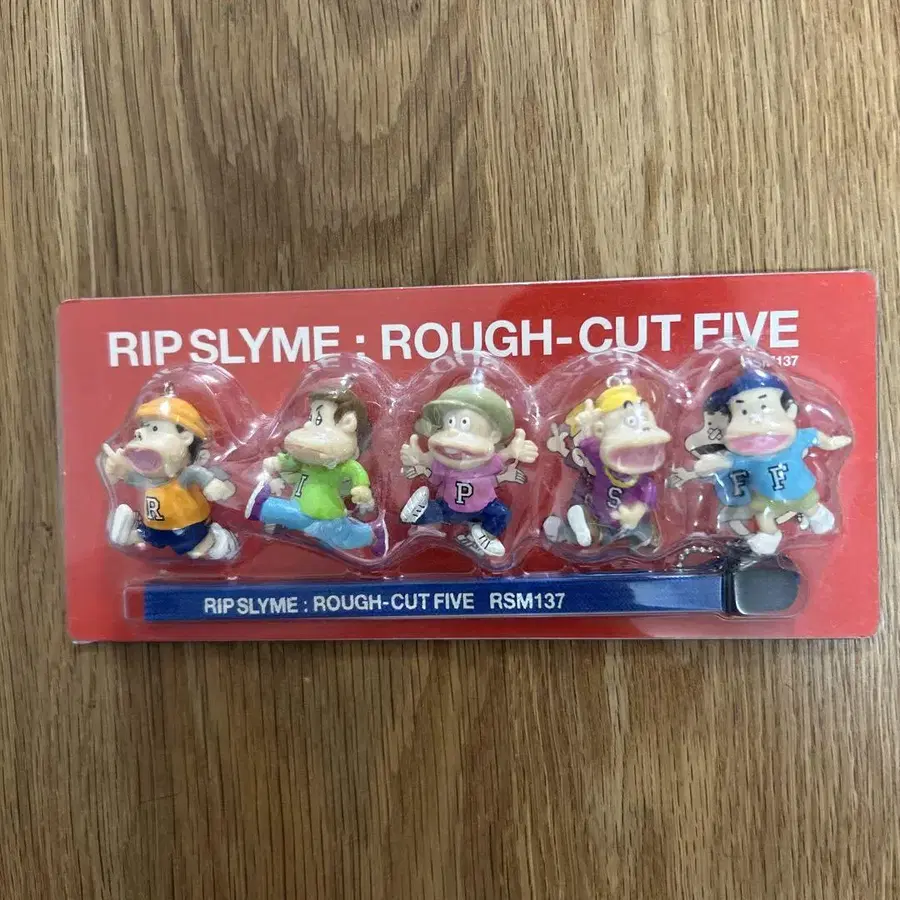 RIP SLYME : ROUGH-CUT FIVE
R
I
P
S
F
F
RIP SLYME : ROUGH-CUT FIVE RSM137